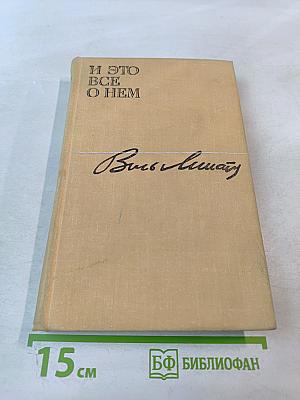 И ЭТО
ВСЕ
О НЕМ
Виль Липатов
15 см
БФ БИБЛИОФАН